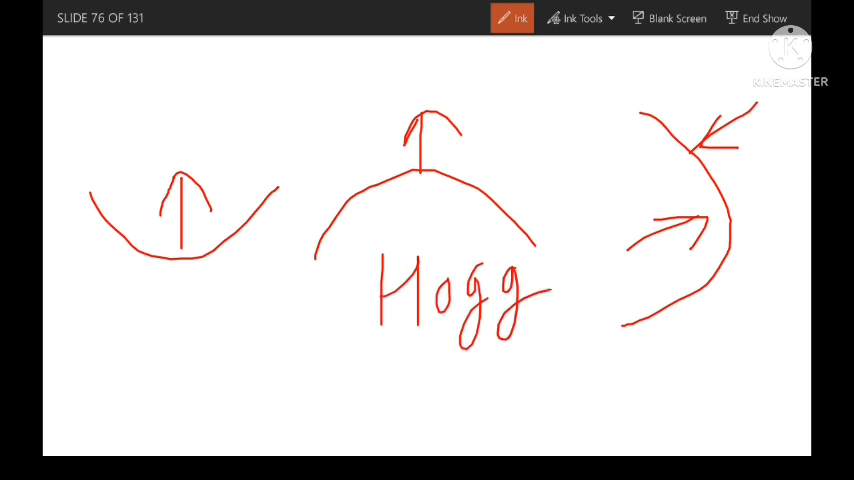 SLIDE 76 OF 131
Ink Ink Tools Blank Screen End Show
K
KINEMASTER
Hogg